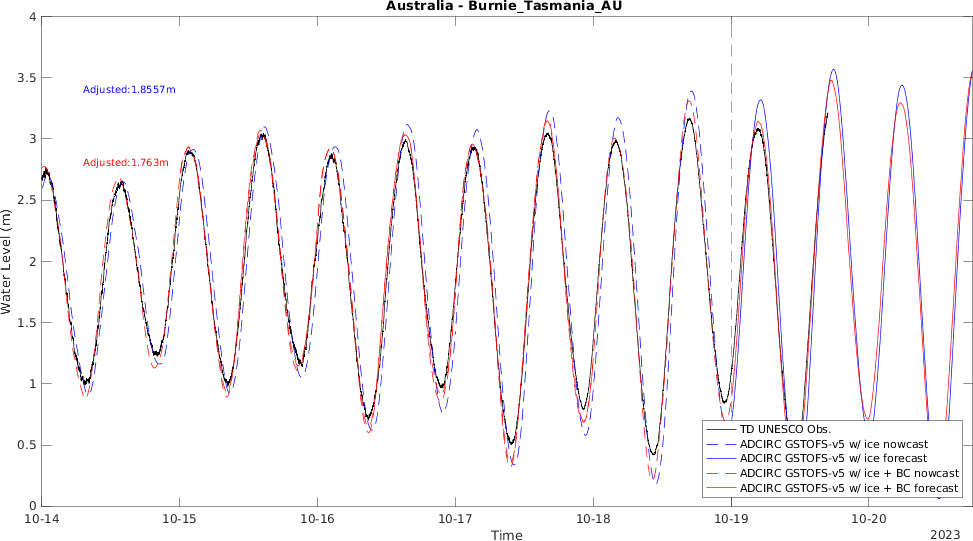 Australia - Burnie_Tasmania_AU
Water Level (m)
4
3.5
3
2.5
2
1.5
1
0.5
0
Adjusted:1.8557m
Adjusted:1.763m
TD UNESCO Obs.
ADCIRC GSTOFS-v5 w/ ice nowcast
ADCIRC GSTOFS-v5 w/ ice forecast
ADCIRC GSTOFS-v5 w/ ice + BC nowcast
ADCIRC GSTOFS-v5 w/ ice + BC forecast
10-14 10-15 10-16 10-17 10-18 10-19 10-20
Time
2023